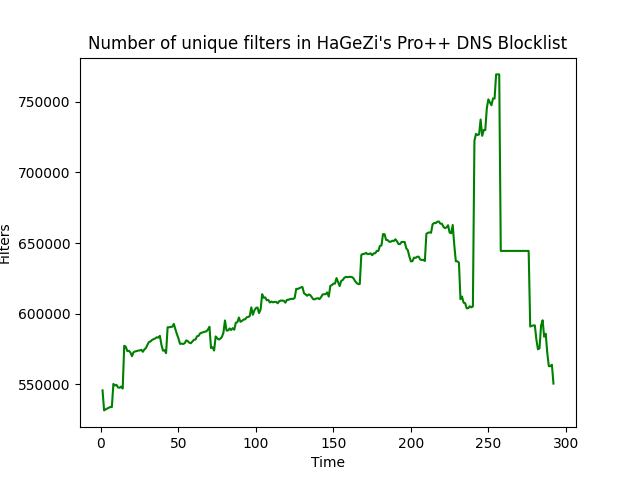 Number of unique filters in HaGeZi's Pro++ DNS Blocklist
Filters
750000
700000
650000
600000
550000
0 50 100 150 200 250 300
Time